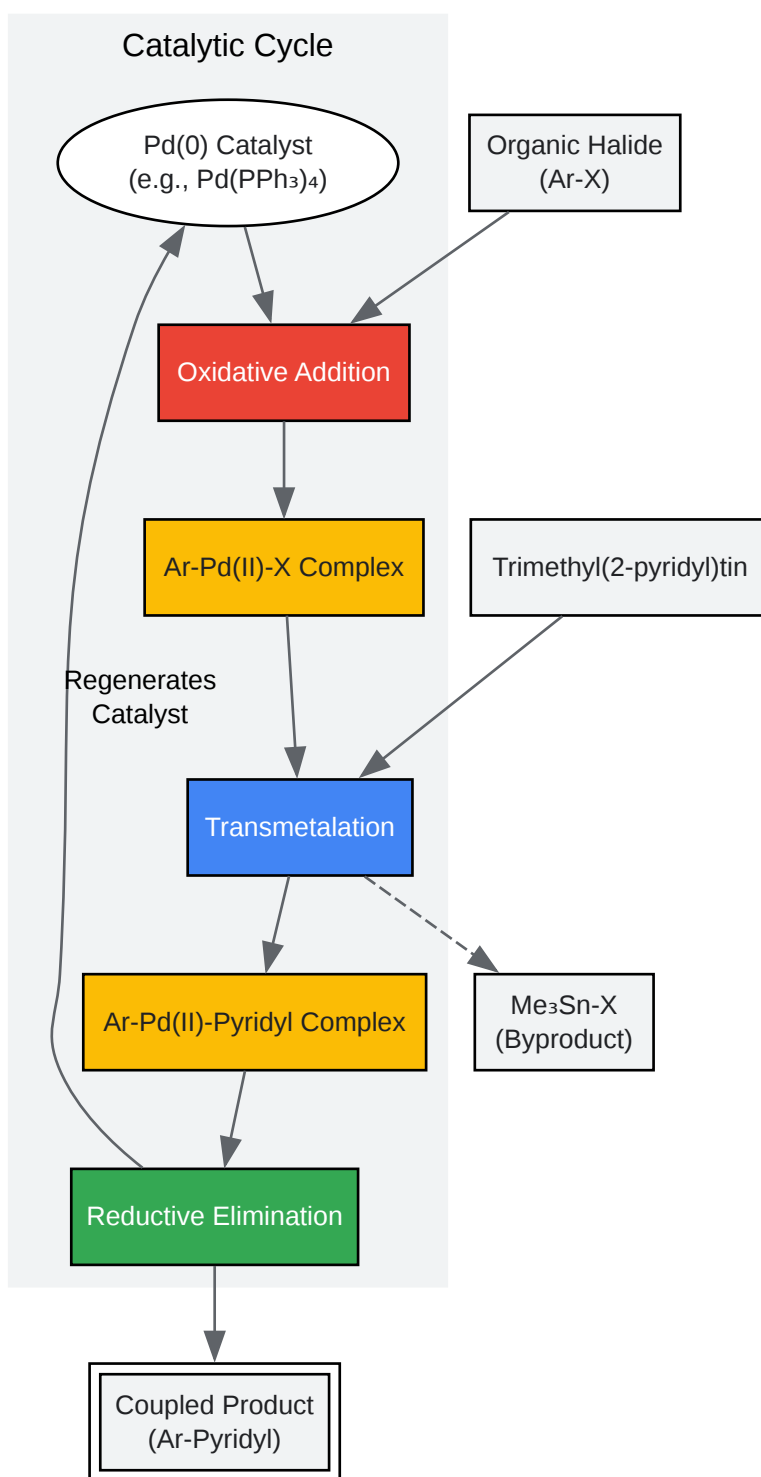 Catalytic Cycle
Pd(0) Catalyst
(e.g., Pd(PPh₃)₄)
Organic Halide
(Ar-X)
Oxidative Addition
Ar-Pd(II)-X Complex
Trimethyl(2-pyridyl)tin
Regenerates
Catalyst
Transmetalation
Ar-Pd(II)-Pyridyl Complex
Me₃Sn-X
(Byproduct)
Reductive Elimination
Coupled Product
(Ar-Pyridyl)